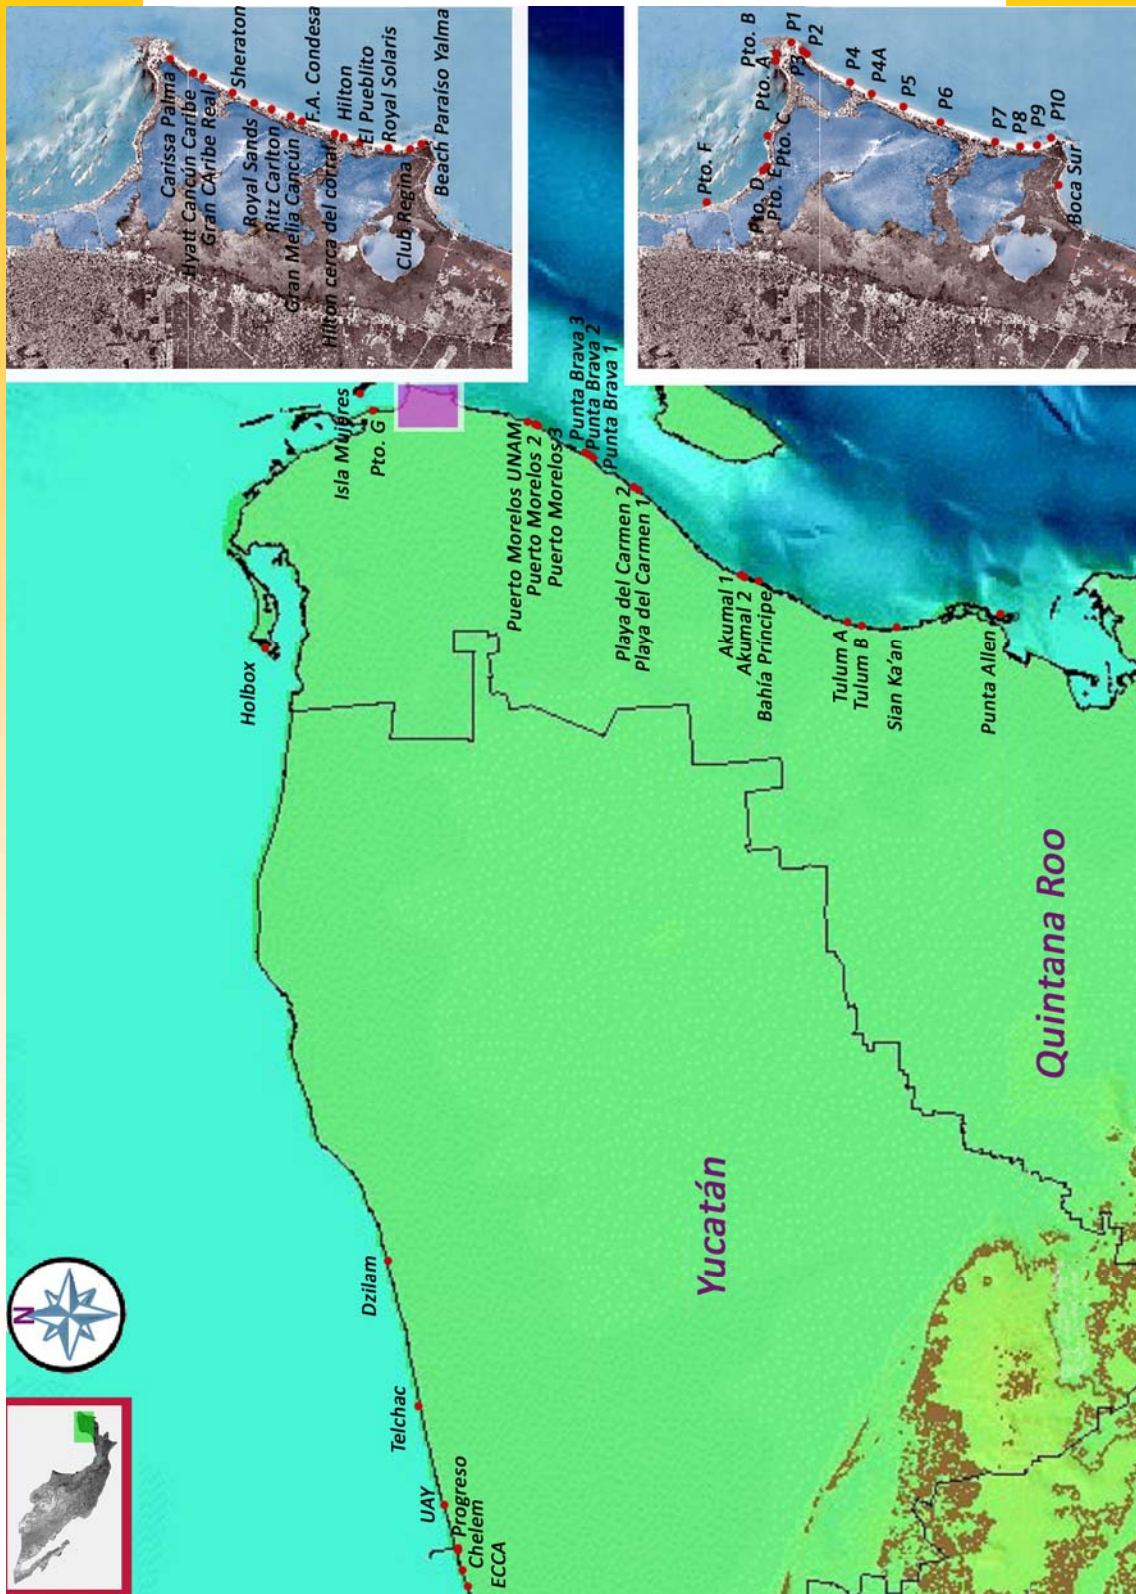 Carissa Palma
Hyatt Cancún Caribe
Gran CAribe Real
Sheraton
Royal Sands
Ritz Carlton
Gran Melia Cancún
F.A. Condesa
Hilton cerca del corral
Hilton
El Pueblito
Royal Solaris
Club Regina
Beach Paraíso Yalma
Pto. F
Pto. D
Pto. E
Pto. C
Pto. A
Pto. B
P1
P3
P2
P4
P4A
P5
P6
P7
P8
P9
P10
Boca Sur
Isla Mujeres
Pto. G
Puerto Morelos UNAM
Puerto Morelos 2
Puerto Morelos 3
Punta Brava 3
Punta Brava 2
Punta Brava 1
Playa del Carmen 2
Playa del Carmen 1
Akumal 1
Akumal 2
Bahía Príncipe
Tulum A
Tulum B
Sian Ka'an
Punta Allen
Holbox
Quintana Roo
Yucatán
Dzilam
Telchac
UAY
Progreso
Chelem
ECCA
N